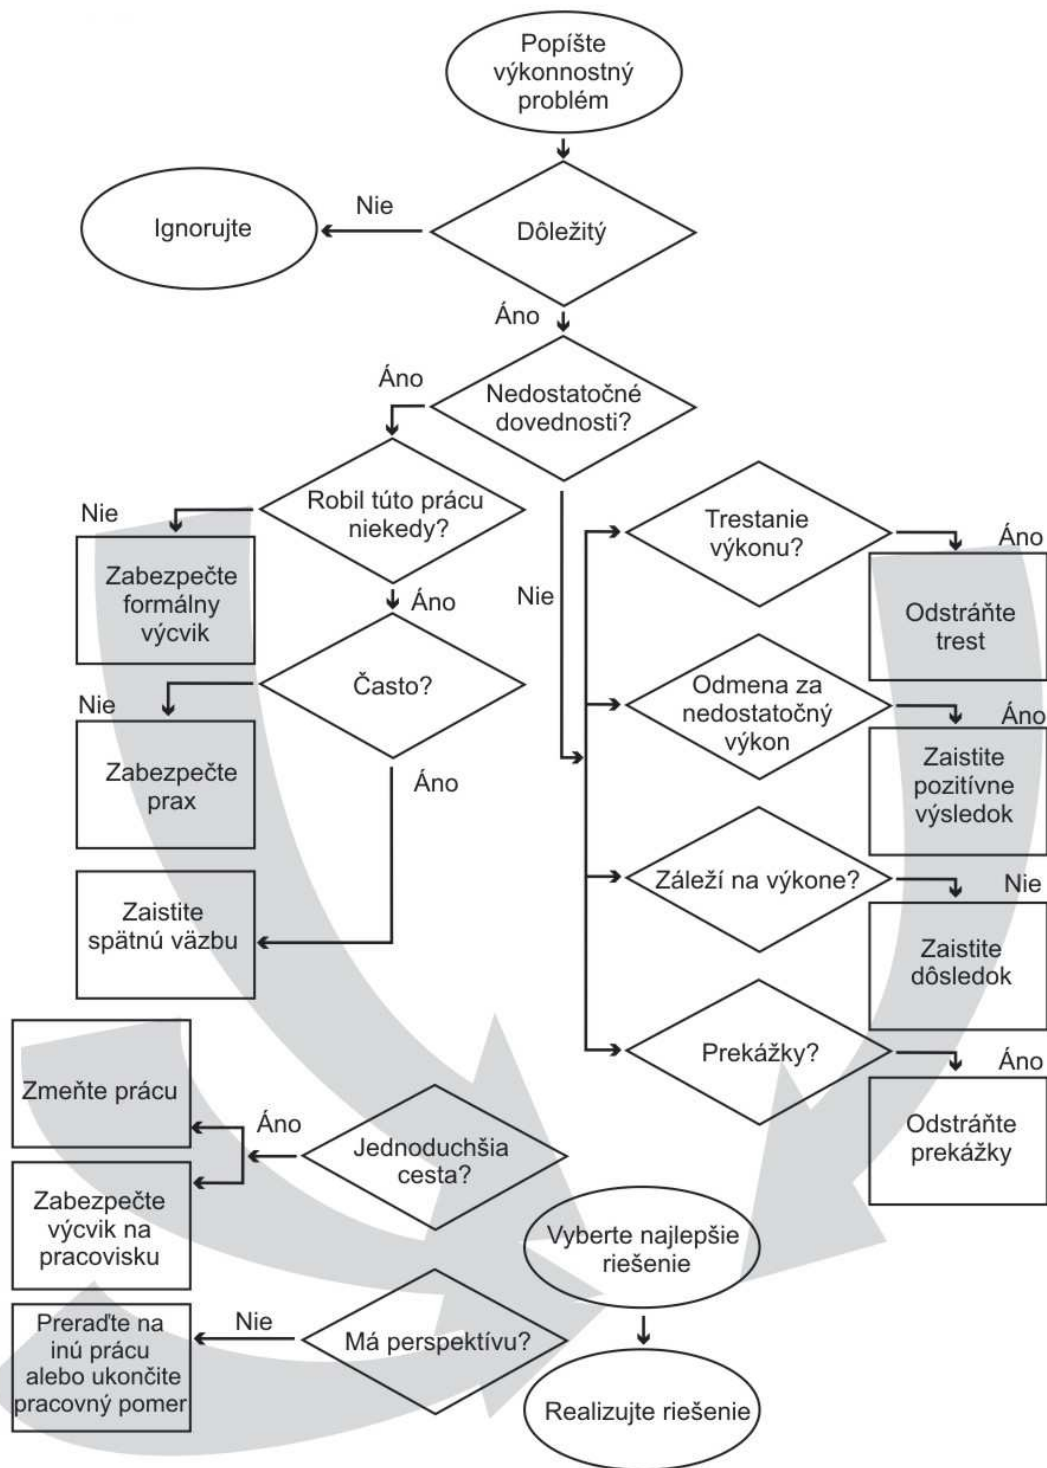 Popíšte
výkonnostný
problém
Nie
Ignorujte
Dôležitý
Áno
Áno
Nedostatočné
dovednosti?
Nie
Robil túto prácu
niekedy?
Zabezpečte
formálny
výcvik
Áno
Nie
Často?
Zabezpečte
prax
Áno
Zaistite
spätnú väzbu
Nie
Trestanie
výkonu?
Áno
Odstráňte
trest
Odmena za
nedostatočný
výkon
Áno
Zaistite
pozitívne
výsledok
Záleží na výkone?
Nie
Zaistite
dôsledok
Prekážky?
Áno
Odstráňte
prekážky
Zmeňte prácu
Áno
Jednoduchšia
cesta?
Zabezpečte
výcvik na
pracovisku
Vyberte najlepšie
riešenie
Preraďte na
inú prácu
alebo ukončite
pracovný pomer
Nie
Má perspektívu?
Realizujte riešenie